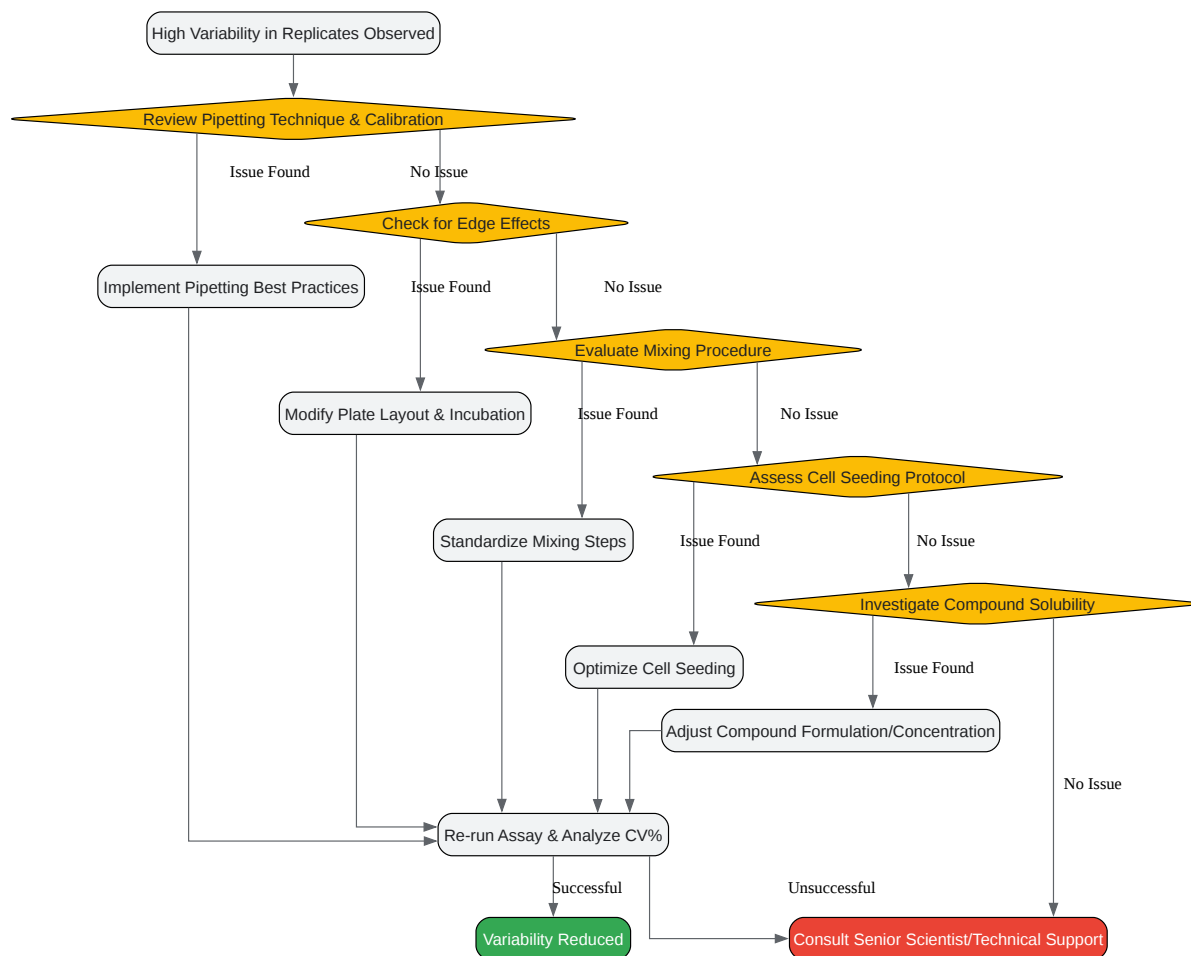 High Variability in Replicates Observed
Review Pipetting Technique & Calibration
Issue Found
No Issue
Check for Edge Effects
Implement Pipetting Best Practices
Issue Found
No Issue
Evaluate Mixing Procedure
Modify Plate Layout & Incubation
Issue Found
No Issue
Assess Cell Seeding Protocol
Standardize Mixing Steps
Issue Found
No Issue
Investigate Compound Solubility
Optimize Cell Seeding
Issue Found
Adjust Compound Formulation/Concentration
No Issue
Re-run Assay & Analyze CV%
Successful
Unsuccessful
Variability Reduced
Consult Senior Scientist/Technical Support